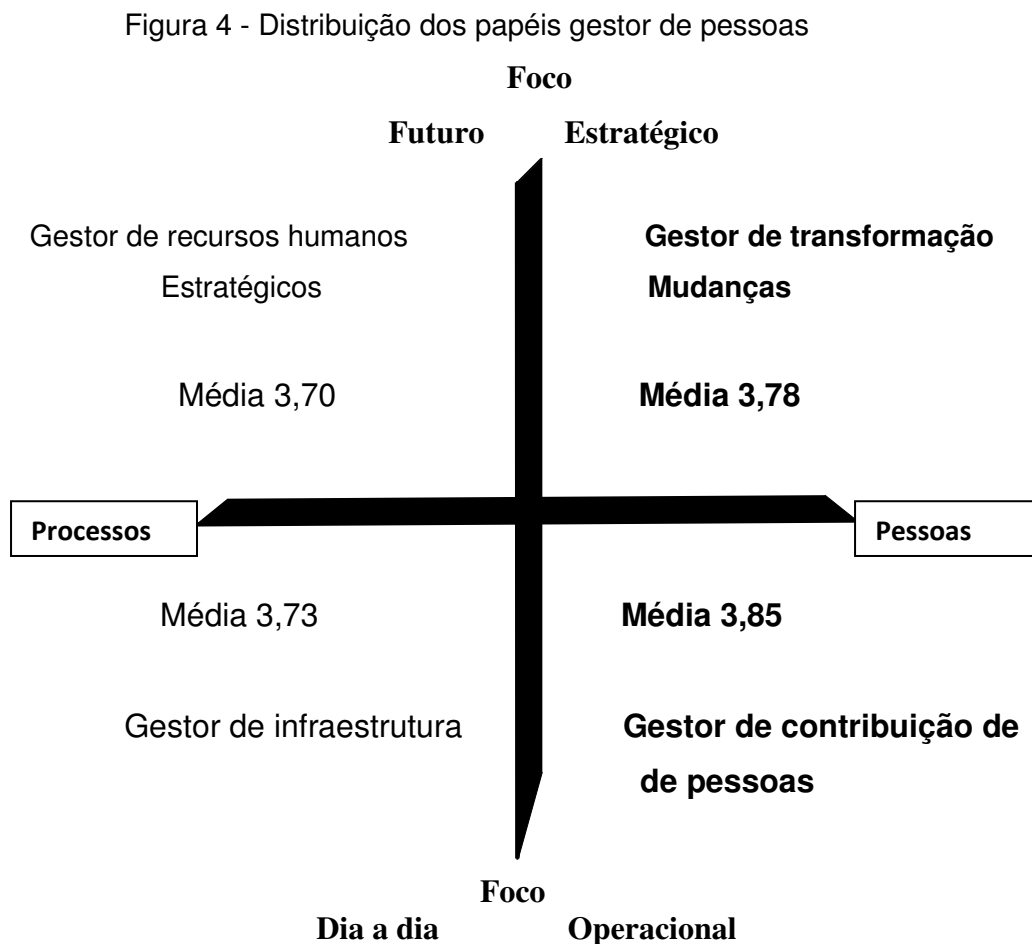 Figura 4 - Distribuição dos papéis gestor de pessoas
Foco
Futuro Estratégico
Gestor de recursos humanos Gestor de transformação
Estratégicos Mudanças
Média 3,70 Média 3,78
Processos Pessoas
Média 3,73 Média 3,85
Gestor de infraestrutura Gestor de contribuição de
de pessoas
Foco
Dia a dia Operacional